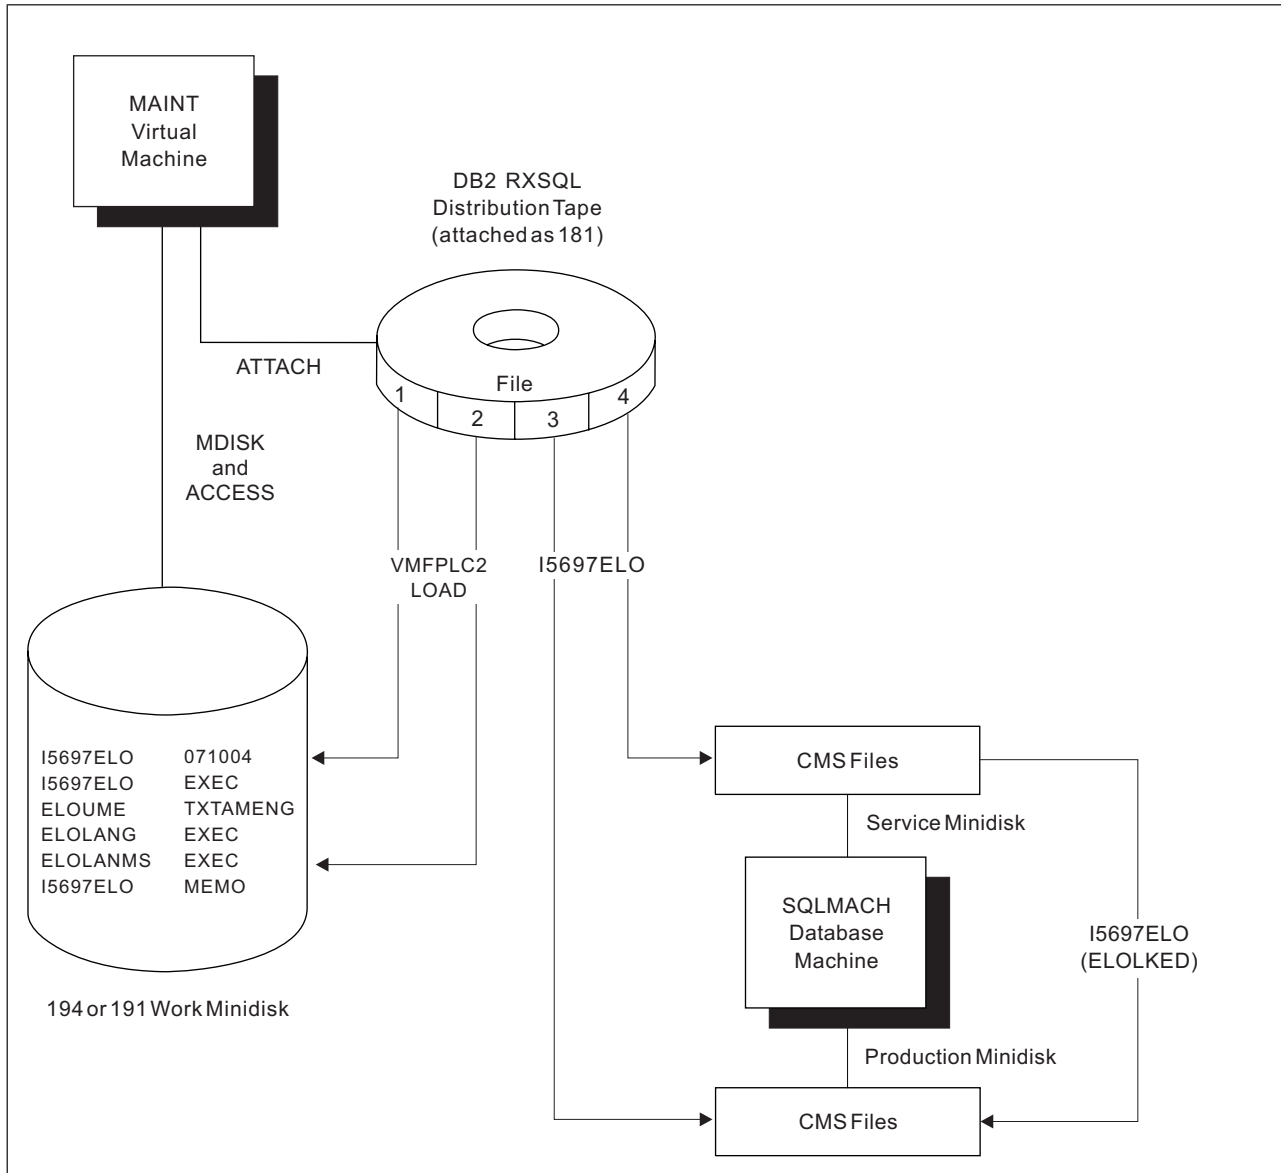 MAINT
Virtual
Machine
DB2 RXSQL
Distribution Tape
(attached as 181)
ATTACH
File
1
2
3
4
MDISK
and
ACCESS
VMFPLC2
LOAD
I5697ELO
I5697ELO 071004
I5697ELO EXEC
ELOUME TXTAMENG
ELOLANG EXEC
ELOLANMS EXEC
I5697ELO MEMO
194 or 191 Work Minidisk
CMS Files
Service Minidisk
SQLMACH
Database
Machine
I5697ELO
(ELOLKED)
Production Minidisk
CMS Files